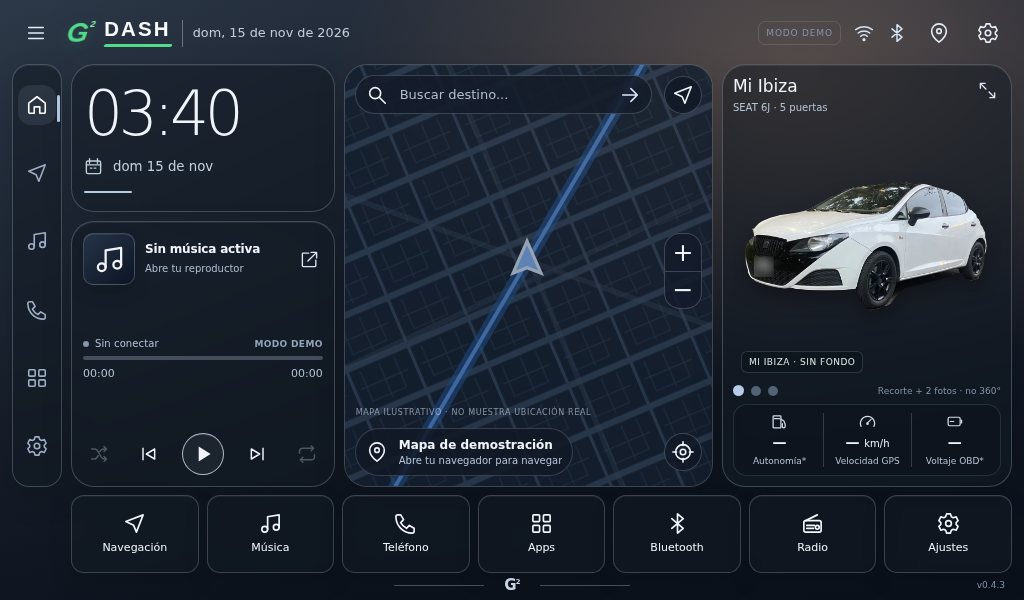 G² DASH dom, 15 de nov de 2026
MODO DEMO
03:40
dom 15 de nov
Sin música activa
Abre tu reproductor
Sin conectar MODO DEMO
00:00 00:00
Buscar destino...
MAPA ILUSTRATIVO · NO MUESTRA UBICACIÓN REAL
Mapa de demostración
Abre tu navegador para navegar
Mi Ibiza
SEAT 6J · 5 puertas
MI IBIZA · SIN FONDO
Recorte + 2 fotos · no 360°
— — km/h —
Autonomía* Velocidad GPS Voltaje OBD*
Navegación Música Teléfono Apps Bluetooth Radio Ajustes
G² v0.4.3